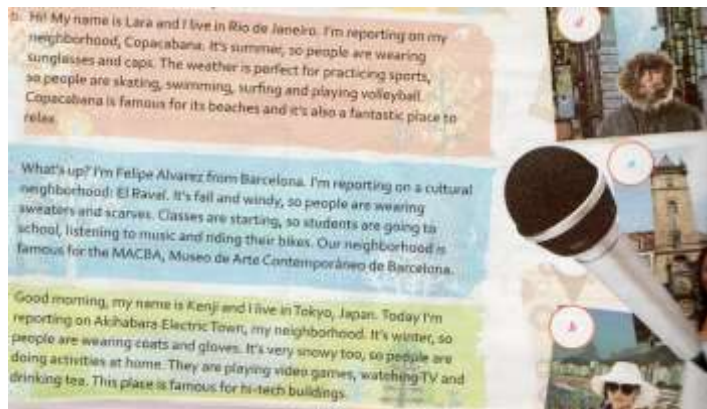 b. Hi! My name is Lara and I live in Rio de Janeiro. I'm reporting on my
neighborhood, Copacabana. It's summer, so people are wearing
sunglasses and caps. The weather is perfect for practicing sports,
so people are skating, swimming, surfing and playing volleyball.
Copacabana is famous for its beaches and it's also a fantastic place to
relax.
What's up? I'm Felipe Alvarez from Barcelona. I'm reporting on a cultural
neighborhood: El Raval. It's fall and windy, so people are wearing
sweaters and scarves. Classes are starting, so students are going to
school, listening to music and riding their bikes. Our neighborhood is
famous for the MACBA, Museo de Arte Contemporáneo de Barcelona.
Good morning, my name is Kenji and I live in Tokyo, Japan. Today I'm
reporting on Akihabara Electric Town, my neighborhood. It's winter, so
people are wearing coats and gloves. It's very snowy too, so people are
doing activities at home. They are playing video games, watching TV and
drinking tea. This place is famous for hi-tech buildings.
b